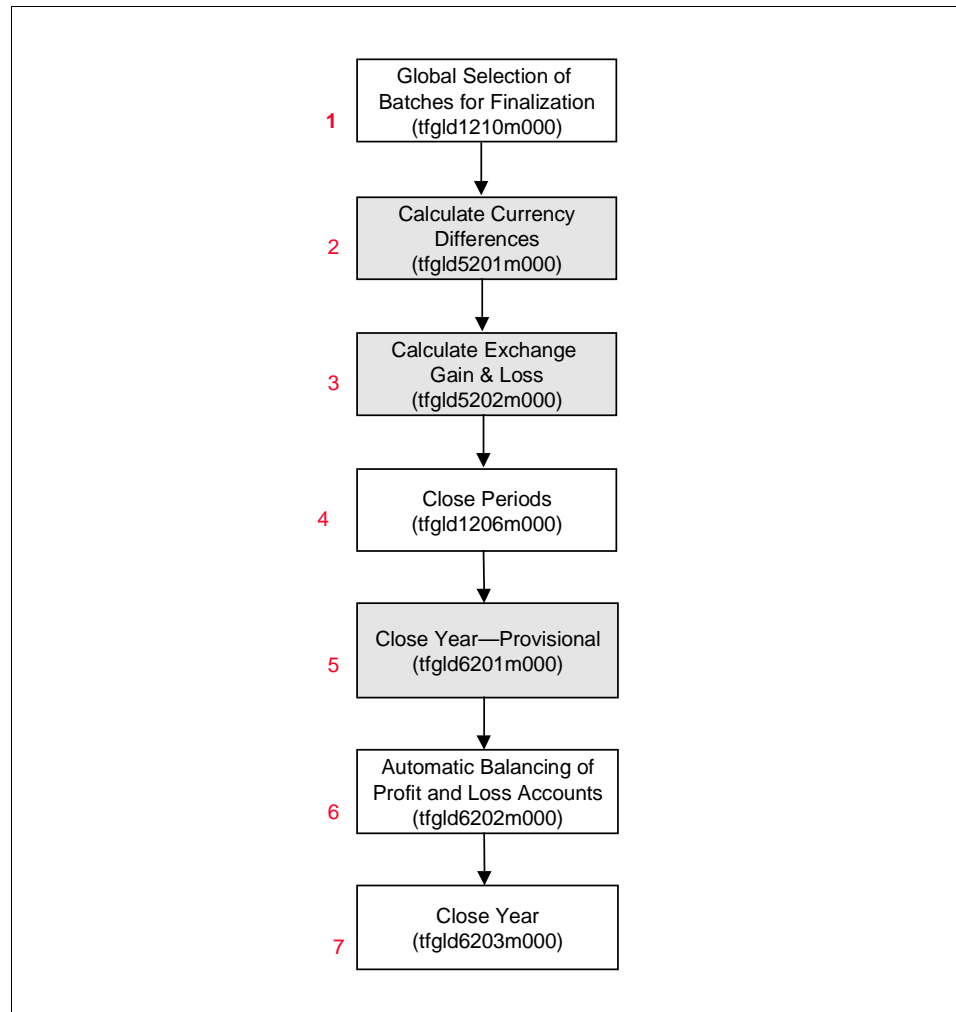 Global Selection of
Batches for Finalization
(tfgld1210m000)
1
Calculate Currency
Differences
(tfgld5201m000)
2
Calculate Exchange
Gain & Loss
(tfgld5202m000)
3
Close Periods
(tfgld1206m000)
4
Close Year—Provisional
(tfgld6201m000)
5
Automatic Balancing of
Profit and Loss Accounts
(tfgld6202m000)
6
Close Year
(tfgld6203m000)
7